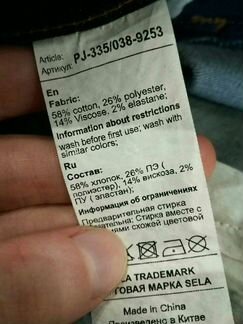 Article: PJ-335/038-9253
Артикул:
En
Fabric:
58% cotton, 26% polyester,
14% Viscose, 2% elastane;
Information about restrictions
wash before first use; wash with
similar colors;
Ru
Состав:
58% хлопок, 26% ПЭ (
полиэстер), 14% вискоза, 2%
ПУ ( эластан);
Информация об ограничениях
Предварительная стирка
Стирка вместе с
схожей цветовой
LA TRADEMARK
ТОВАЯ МАРКА SELA
Made in China
в Китае